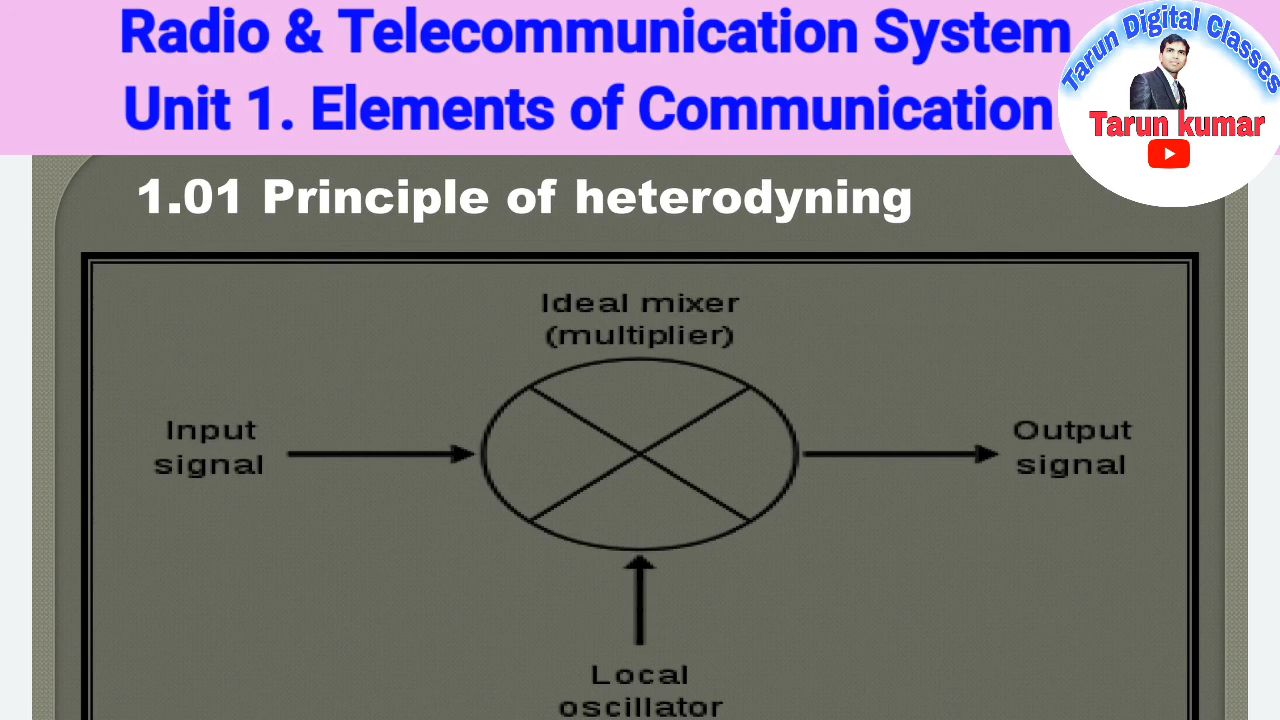 Radio & Telecommunication System
Unit 1. Elements of Communication
Tarun Digital Classes
Tarun kumar
1.01 Principle of heterodyning
Ideal mixer
(multiplier)
Input
signal
Output
signal
Local
oscillator